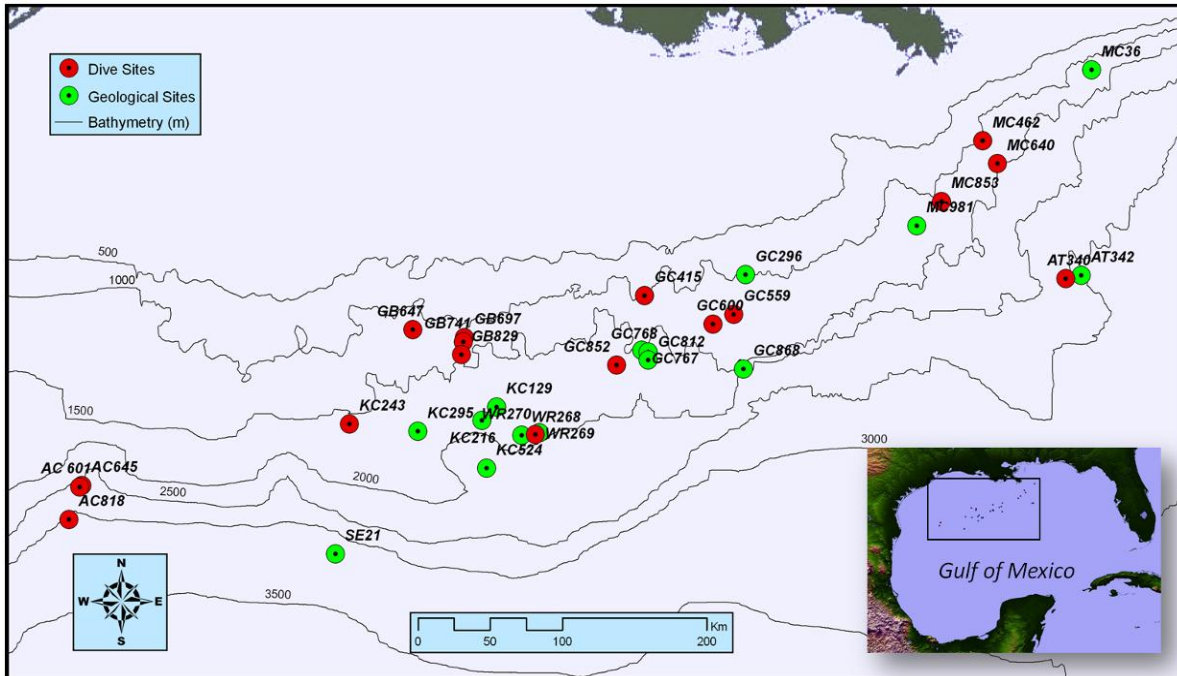 MC36
Dive Sites
Geological Sites
Bathymetry (m)
MC462
MC640
MC853
MC981
500
GC296
AT340
AT342
1000
GC415
GB647
GB741
GB697
GC600
GC559
GB829
GC768
GC812
GC852
GC767
GC868
KC129
1500
KC243
KC295
WR270
WR268
KC216
WR269
KC524
3000
AC 601
AC645
2000
2500
AC818
SE21
N
W
E
S
3500
Gulf of Mexico
Km
0
50
100
200